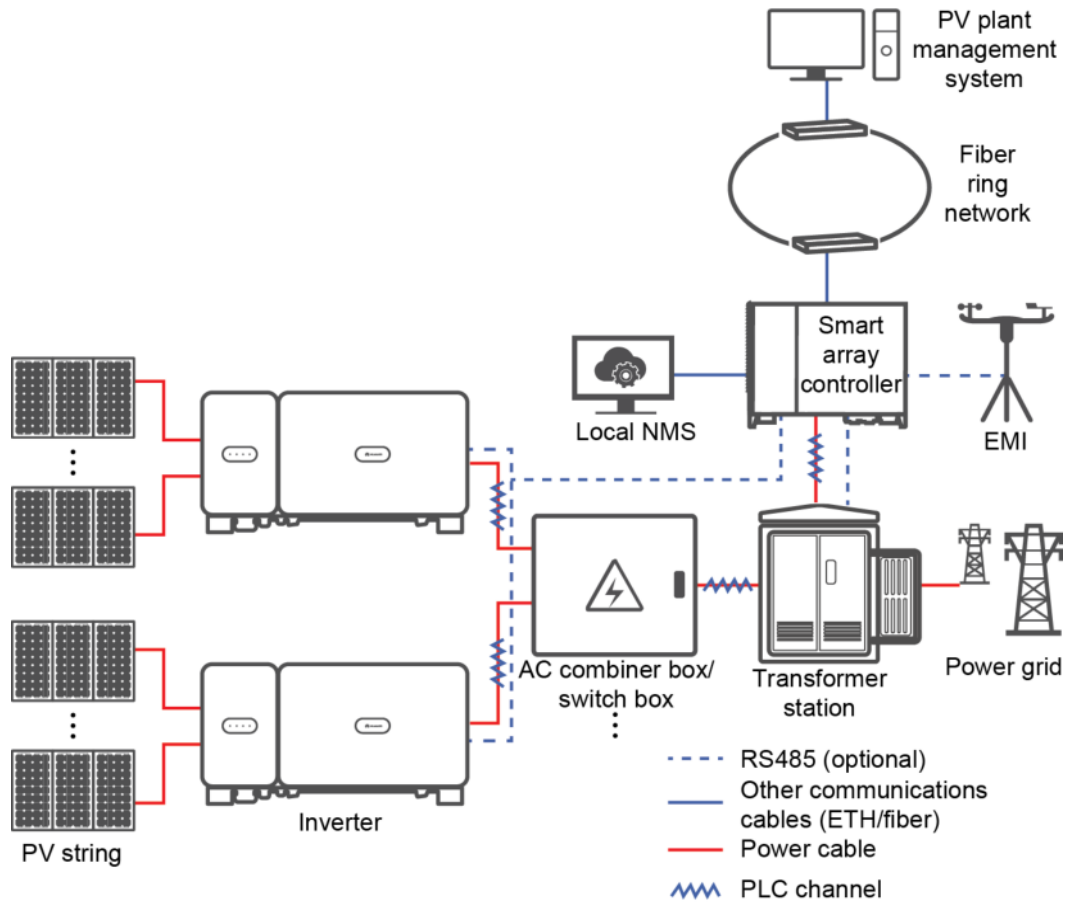 PV plant
management
system
Fiber
ring
network
Smart
array
controller
Local NMS
EMI
AC combiner box/
switch box
Transformer
station
Power grid
Inverter
PV string
RS485 (optional)
Other communications
cables (ETH/fiber)
Power cable
PLC channel